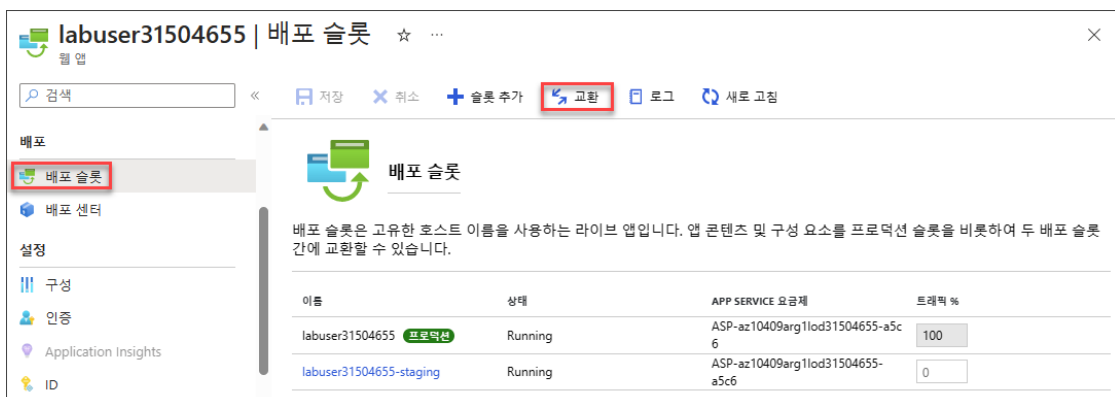 labuser31504655 | 배포 슬롯 ☆ ...
웹 앱
검색 «
저장 취소 슬롯 추가 교환 로그 새로 고침
배포
배포 슬롯
배포 센터
설정
구성
인증
Application Insights
ID
배포 슬롯
배포 슬롯은 고유한 호스트 이름을 사용하는 라이브 앱입니다. 앱 콘텐츠 및 구성 요소를 프로덕션 슬롯을 비롯하여 두 배포 슬롯
간에 교환할 수 있습니다.
이름 상태 APP SERVICE 요금제 트래픽 %
labuser31504655 프로덕션 Running ASP-az10409arg1lod31504655-a5c 100
6
labuser31504655-staging Running ASP-az10409arg1lod31504655- 0
a5c6